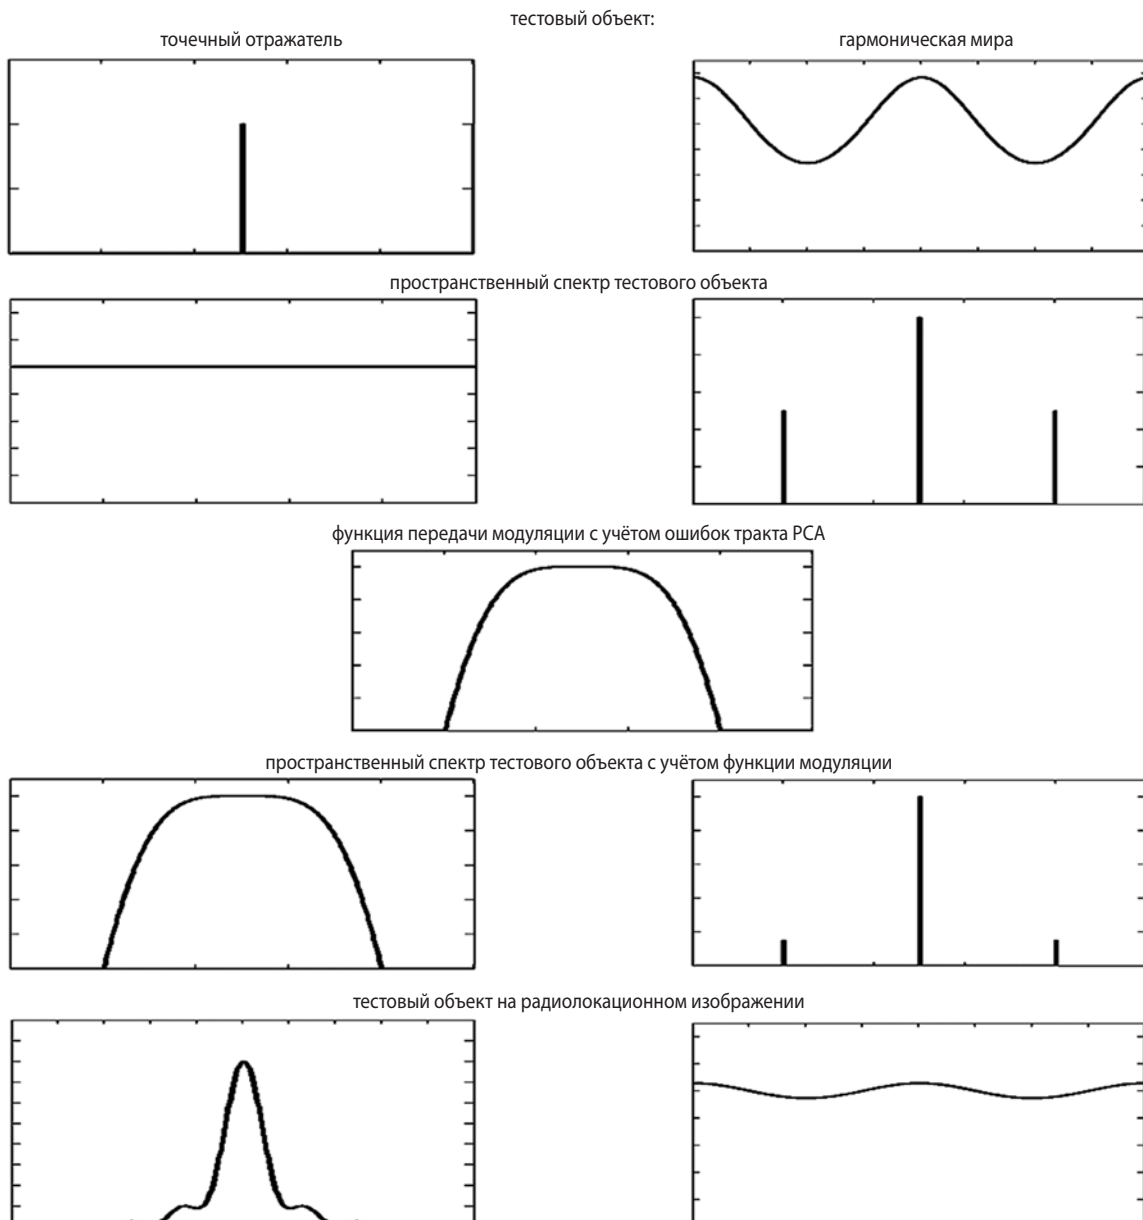 тестовый объект:
точечный отражатель
гармоническая мира
пространственный спектр тестового объекта
функция передачи модуляции с учётом ошибок тракта РСА
пространственный спектр тестового объекта с учётом функции модуляции
тестовый объект на радиолокационном изображении